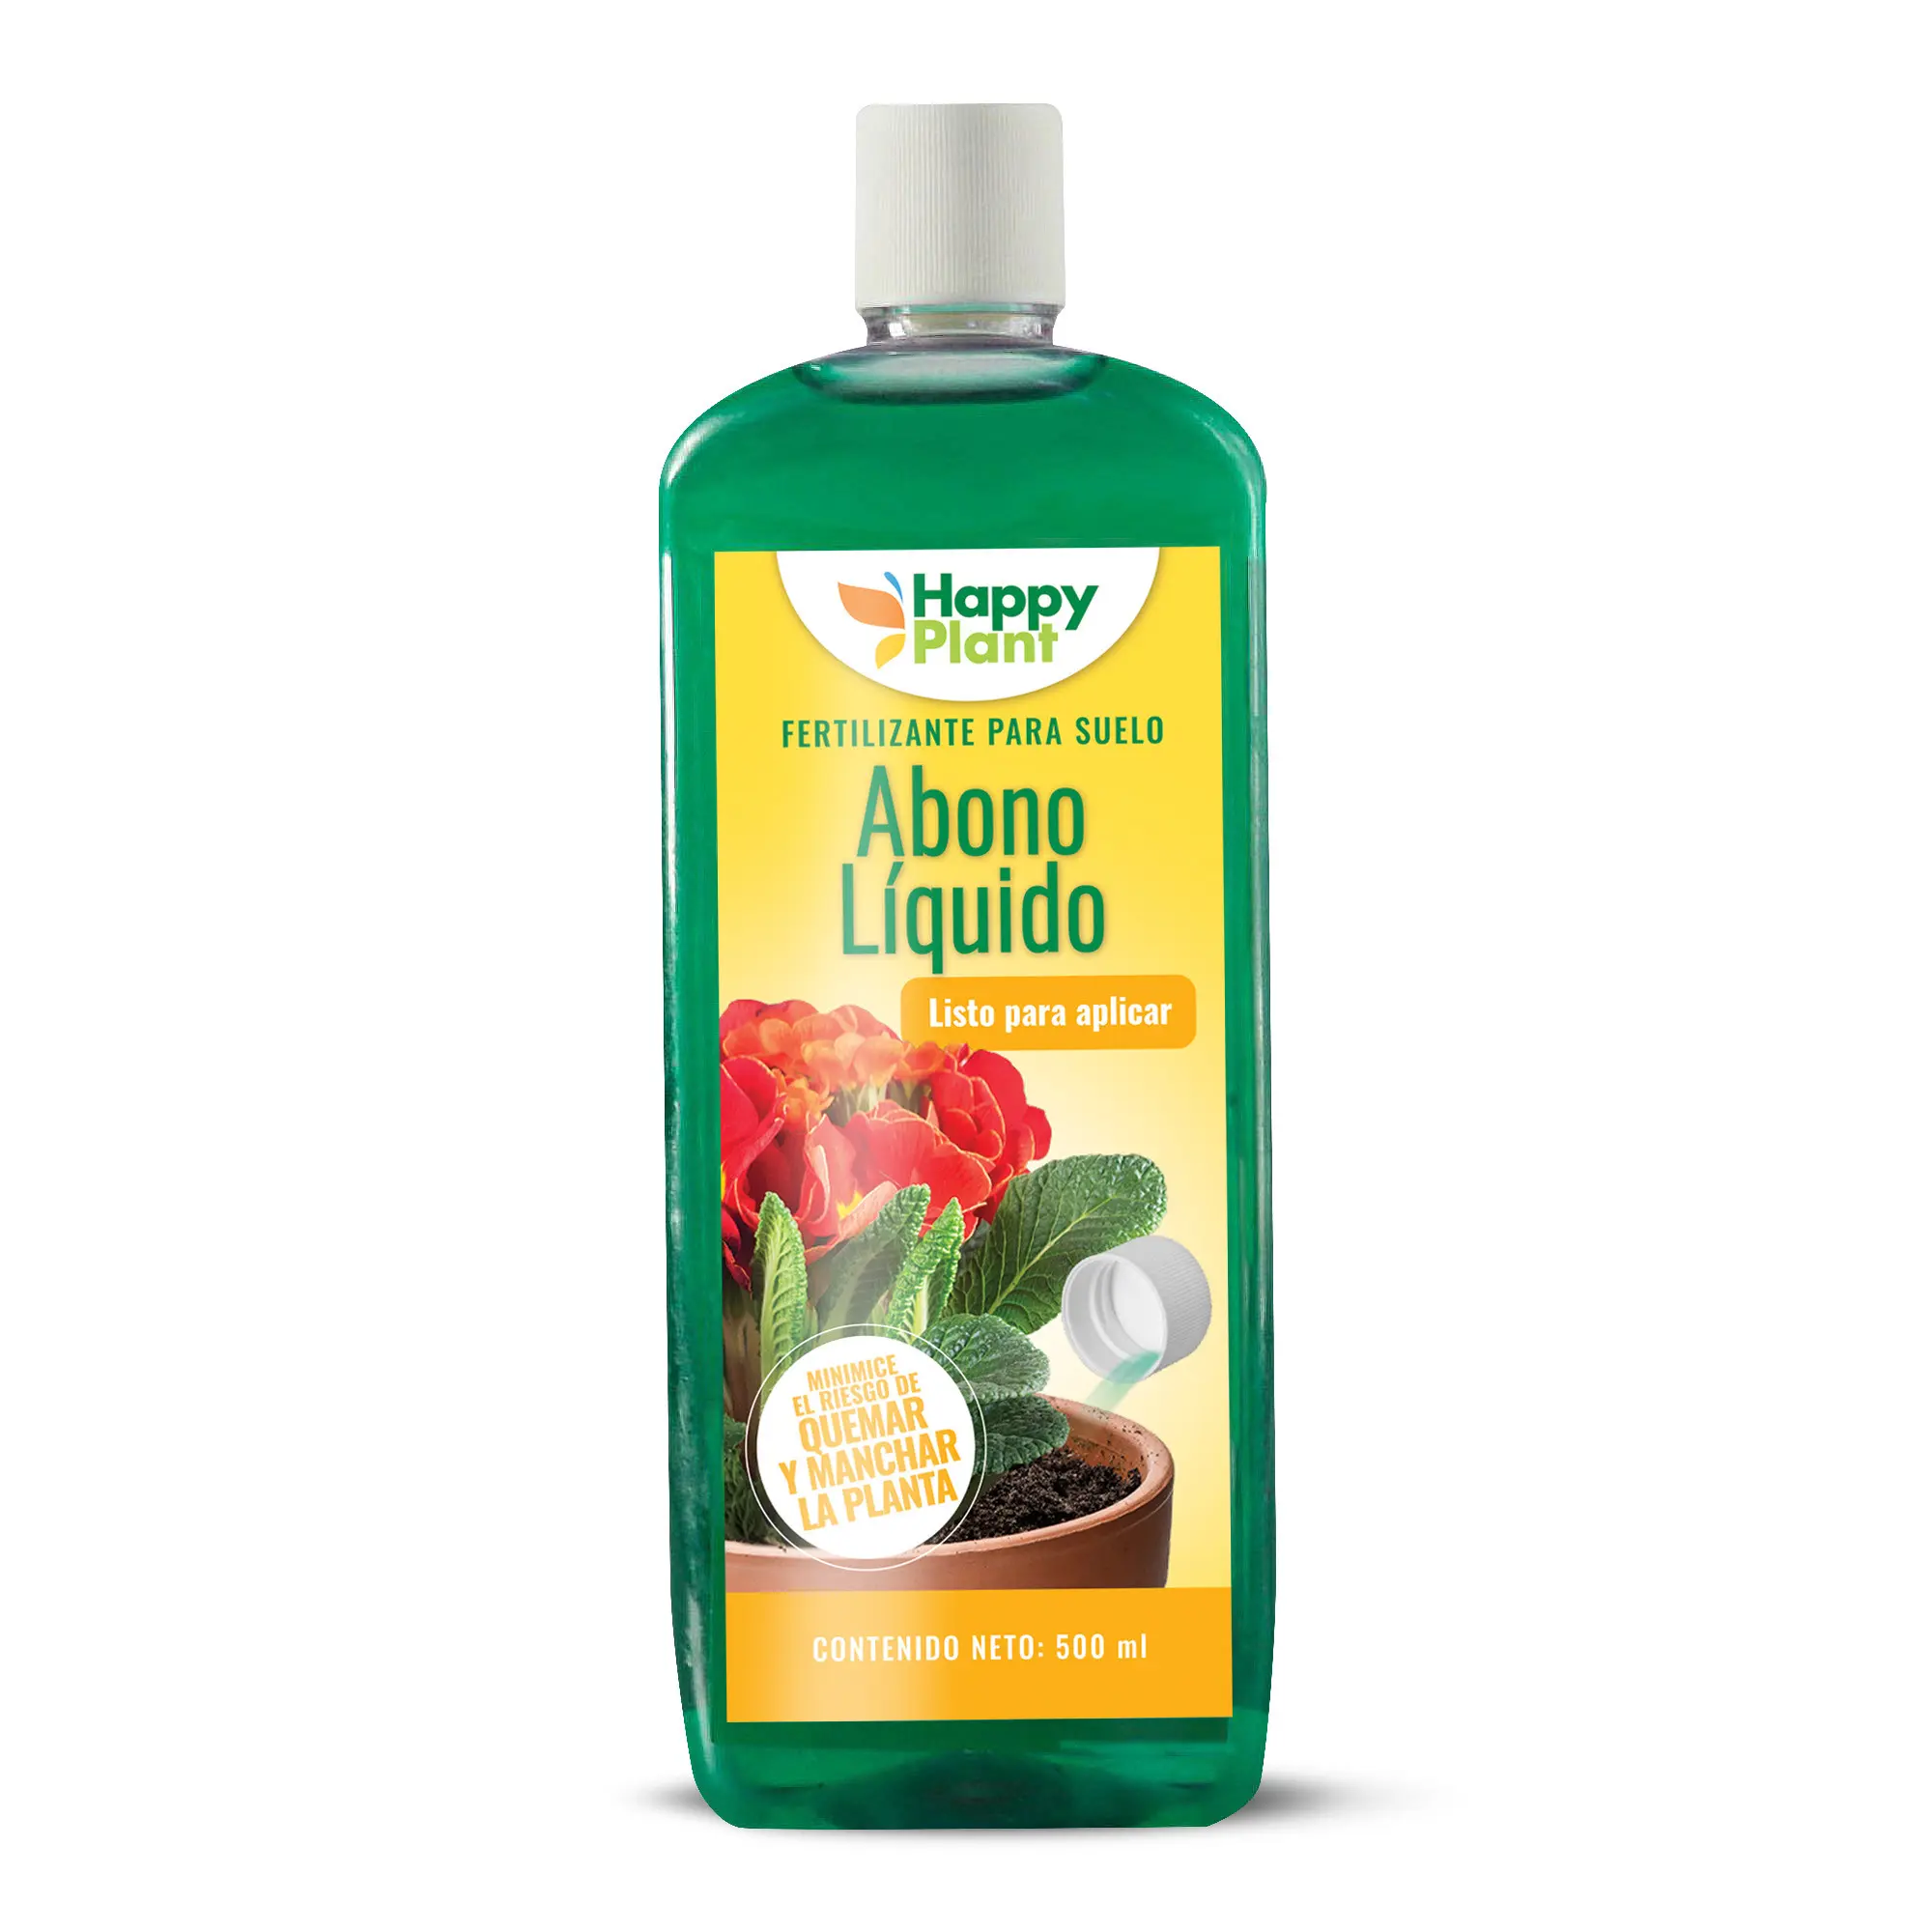 Happy
Plant
FERTILIZANTE PARA SUELO
Abono
Líquido
Listo para aplicar
MINIMICE
EL RIESGO DE
QUEMAR
Y MANCHAR
LA PLANTA
CONTENIDO NETO: 500 ml